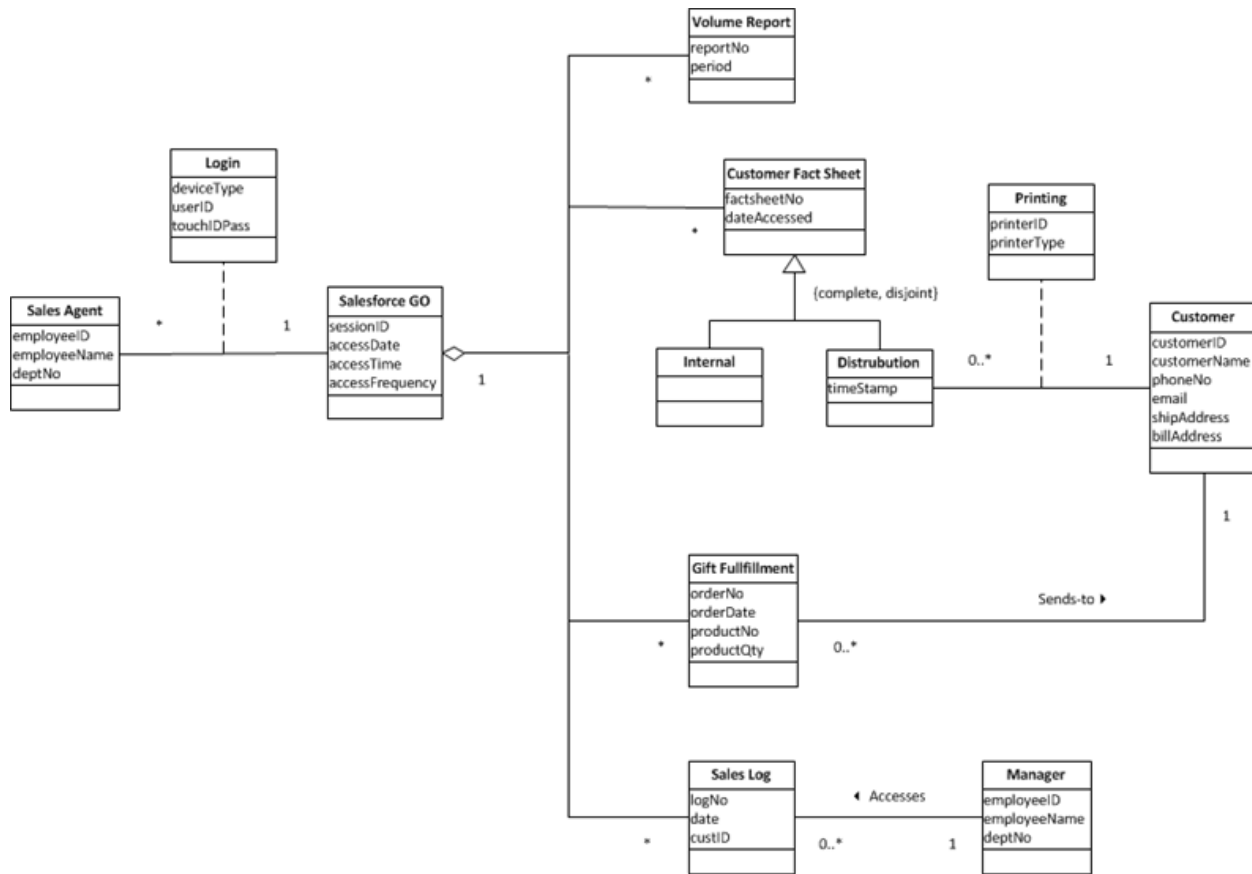 Volume Report
reportNo
period
*
Login
deviceType
userID
touchIDPass
Customer Fact Sheet
factsheetNo
dateAccessed
*
Printing
printerID
printerType
{complete, disjoint}
Sales Agent
employeeID
employeeName
deptNo
*
1
Salesforce GO
sessionID
accessDate
accessTime
accessFrequency
1
Internal
Distrubution
timeStamp
0..*
1
Customer
customerID
customerName
phoneNo
email
shipAddress
billAddress
1
Gift Fullfillment
orderNo
orderDate
productNo
productQty
*
0..*
Sends-to
Sales Log
logNo
date
custID
*
0..*
Accesses
1
Manager
employeeID
employeeName
deptNo